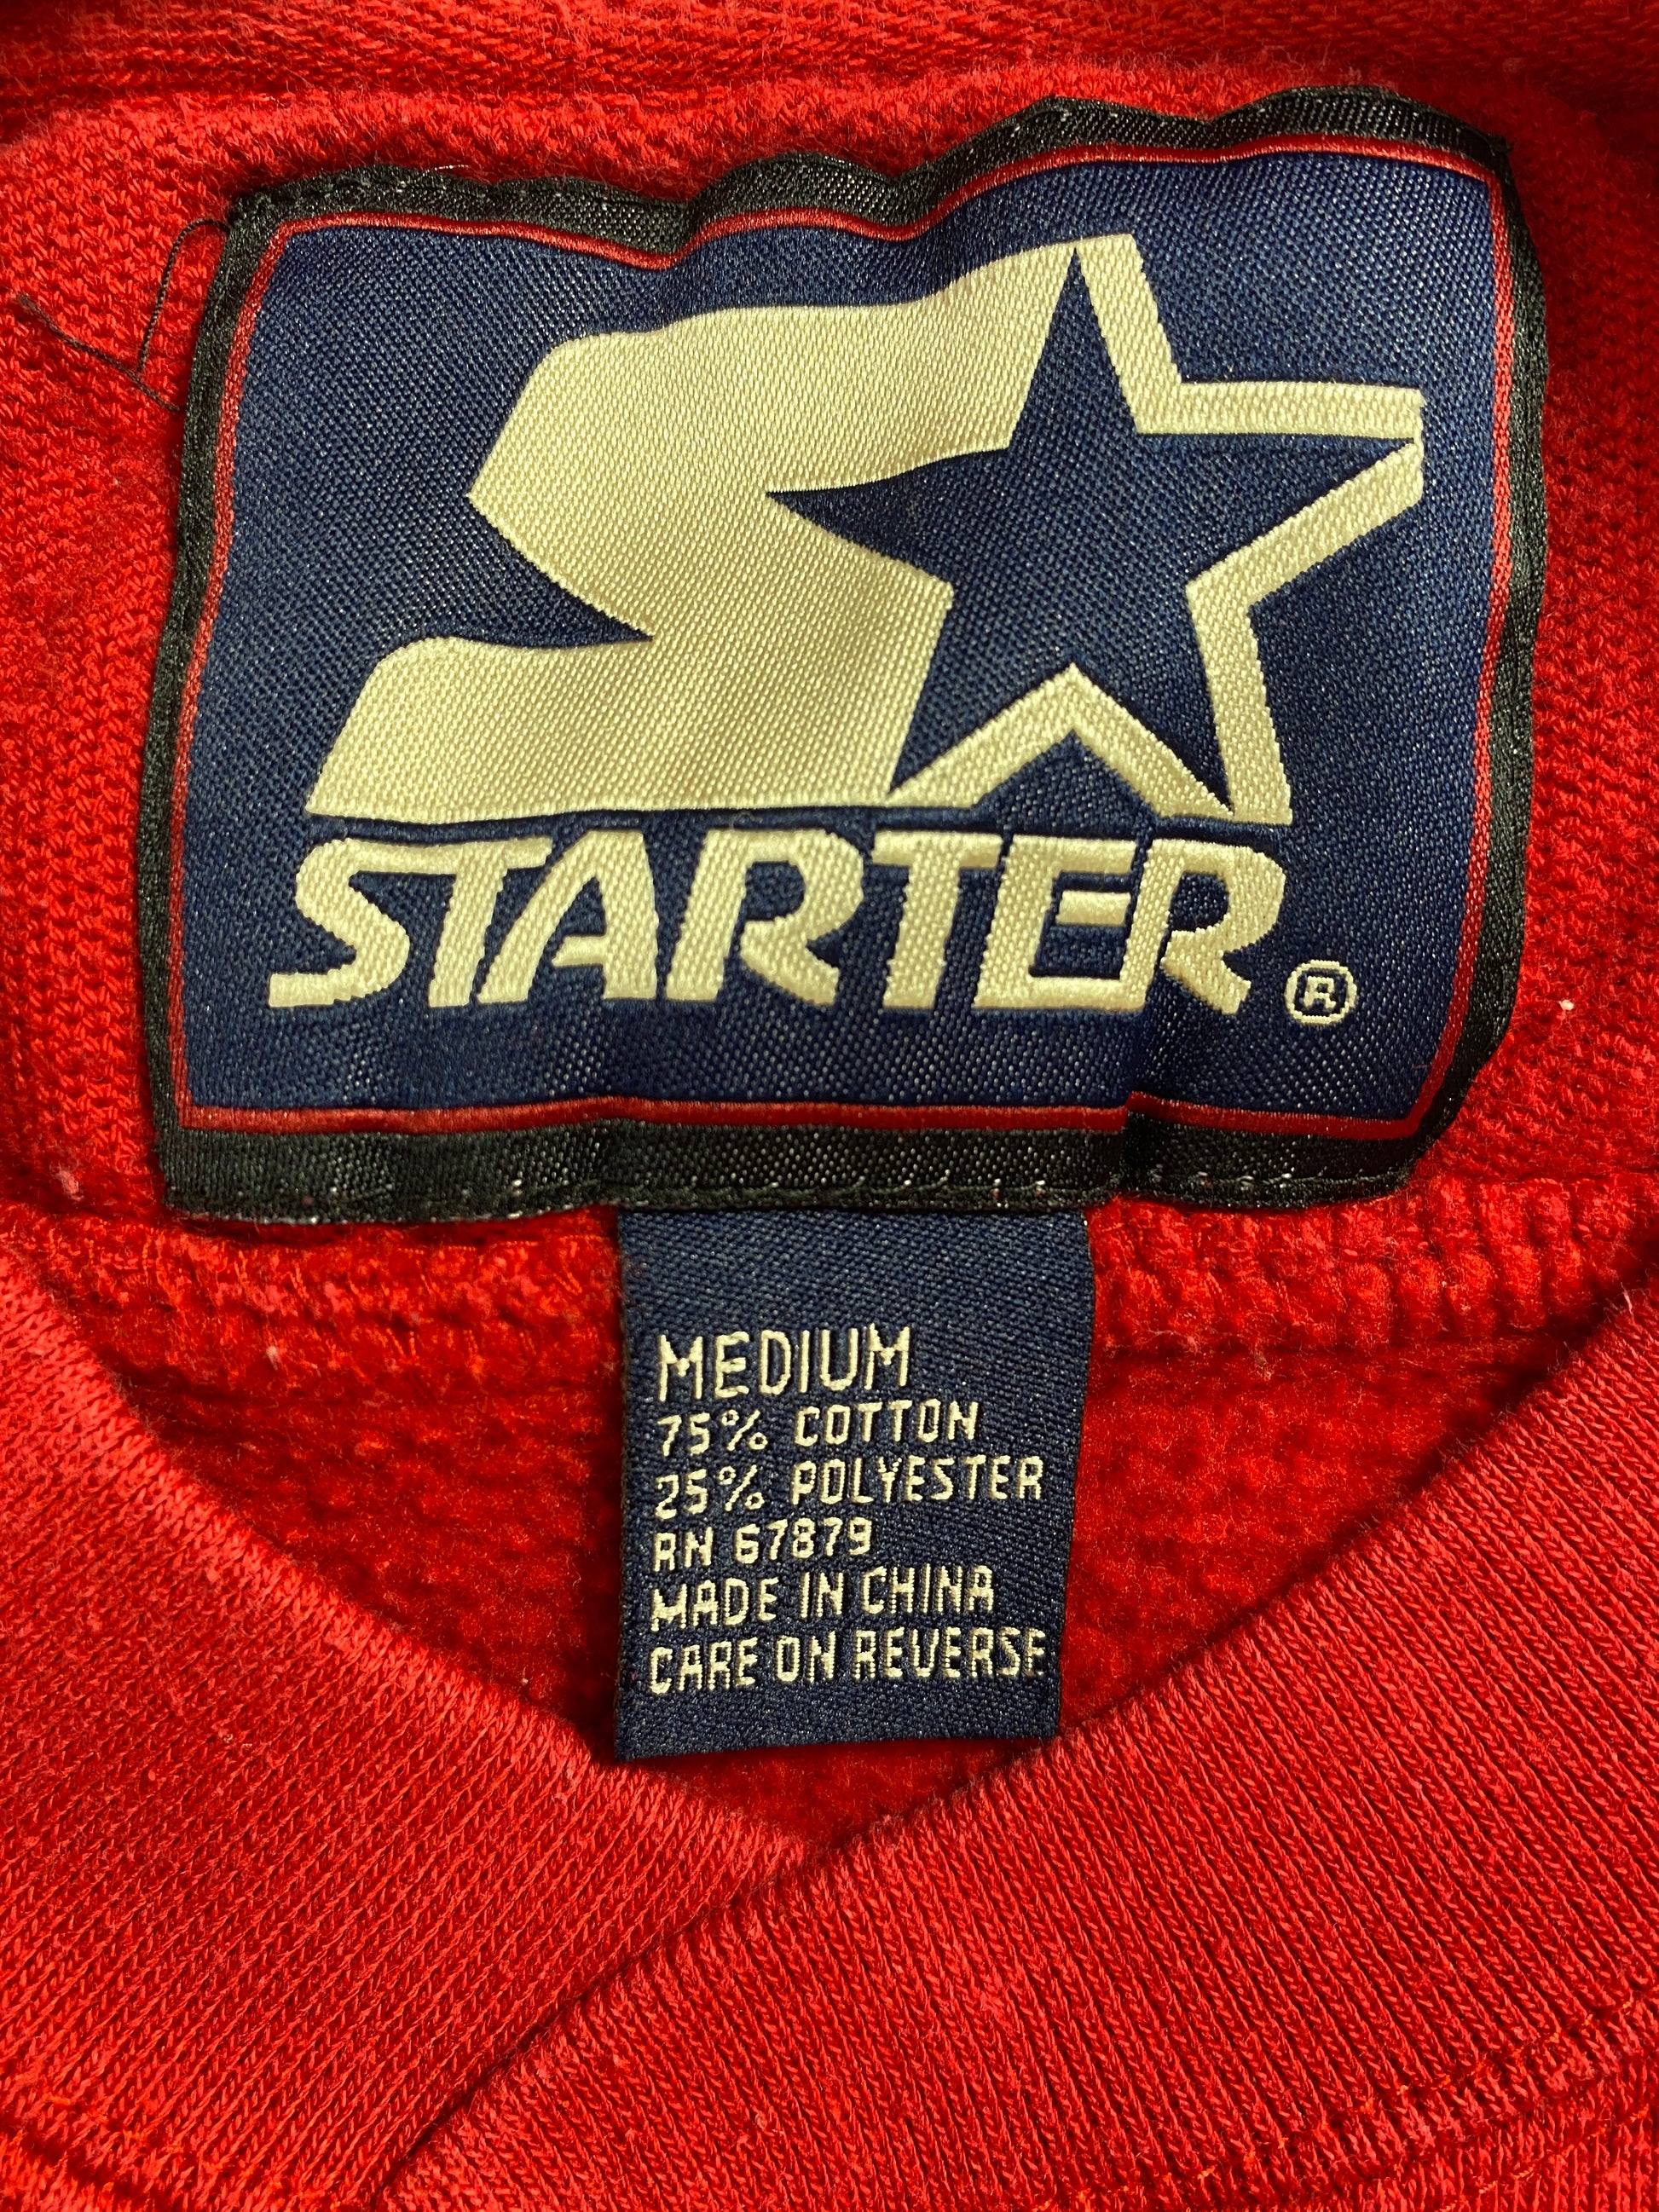 STARTER®
MEDIUM
75% COTTON
25% POLYESTER
RN 67879
MADE IN CHINA
CARE ON REVERSE